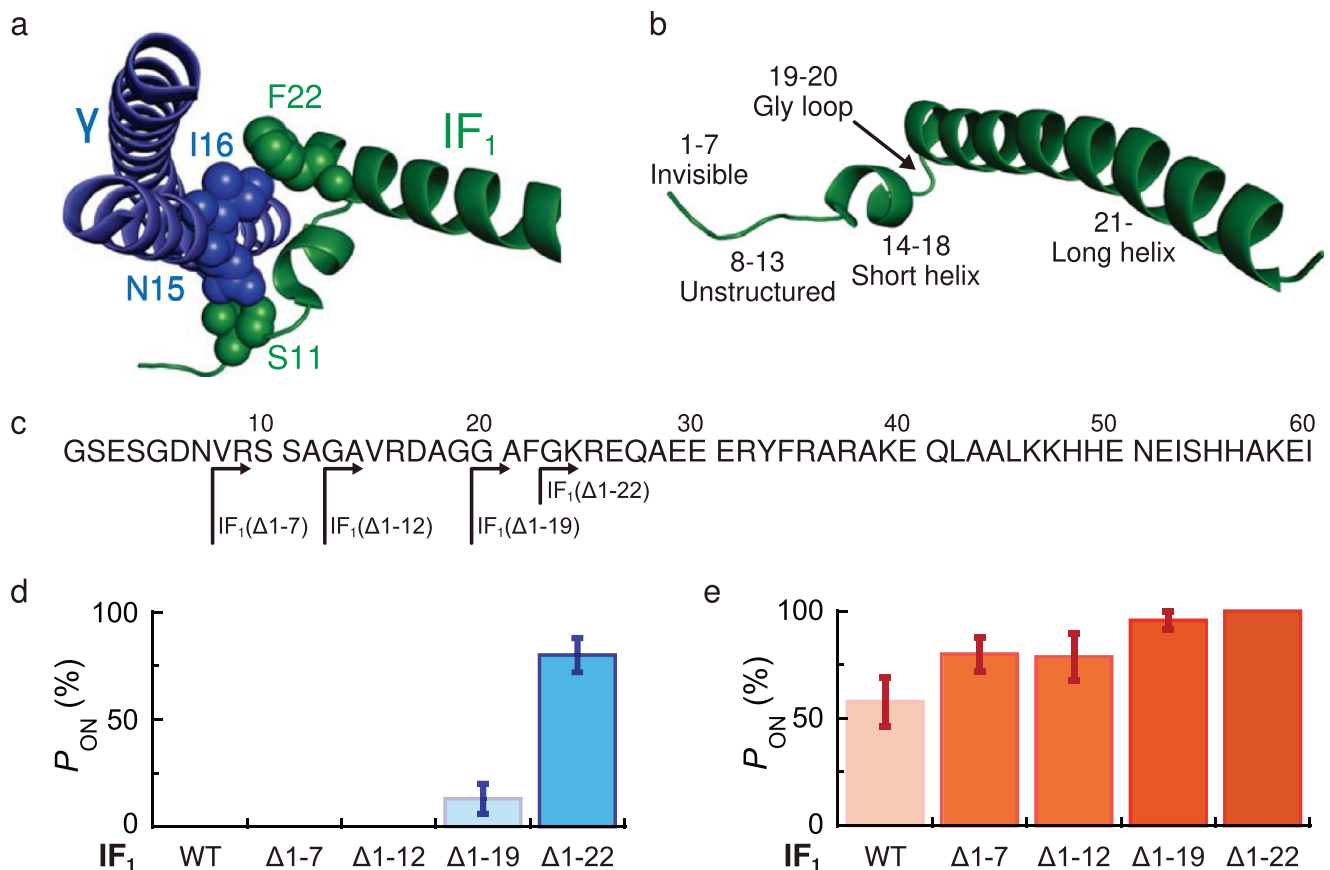 a
γ
F22
I16
IF1
N15
S11
b
19-20
Gly loop
1-7
Invisible
8-13
Unstructured
14-18
Short helix
21-
Long helix
c
10 20 30 40 50 60
GSESGDNVRS SAGAVRDAGG AFGKREQAEE ERYFRARAKE QLAALKKHHE NEISHHAKEI
IF1(Δ1-22)
IF1(Δ1-7) IF1(Δ1-12) IF1(Δ1-19)
d
100
50
0
PON (%)
IF1 WT Δ1-7 Δ1-12 Δ1-19 Δ1-22
e
100
50
0
PON (%)
IF1 WT Δ1-7 Δ1-12 Δ1-19 Δ1-22